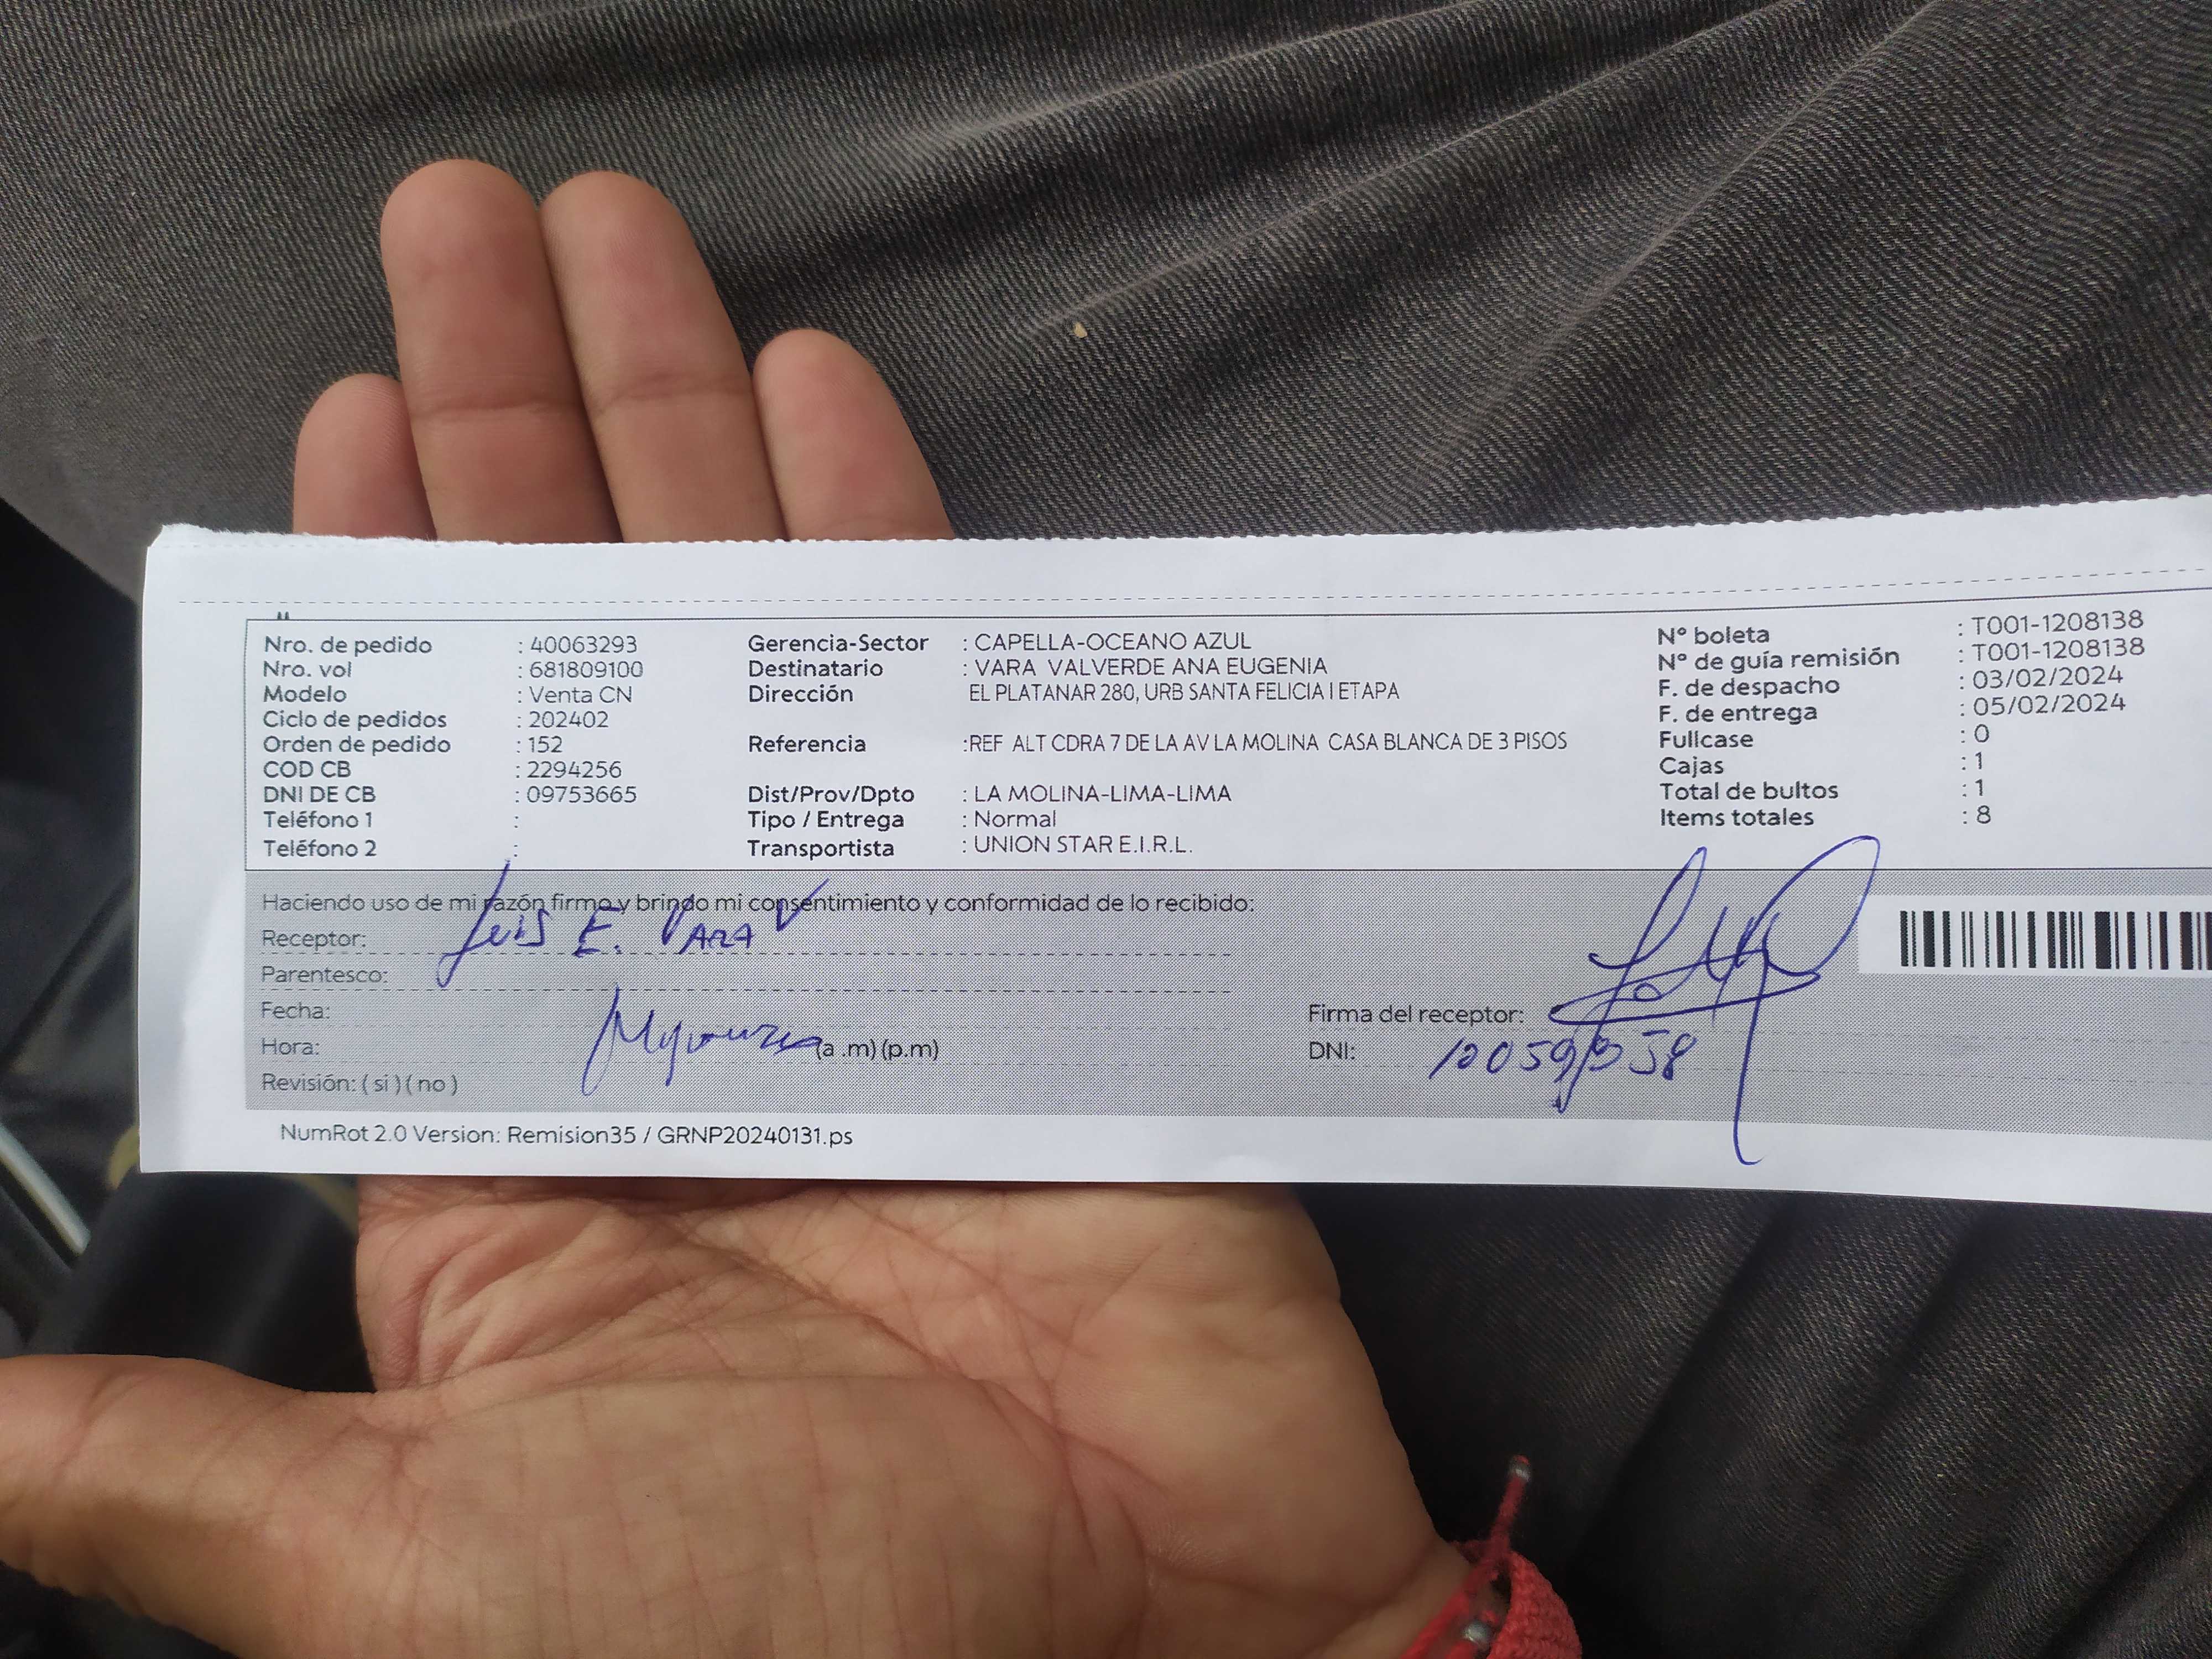 Nro. de pedido : 40063293
Nro. vol : 681809100
Modelo : Venta CN
Ciclo de pedidos : 202402
Orden de pedido : 152
COD CB : 2294256
DNI DE CB : 09753665
Teléfono 1 :
Teléfono 2 :
Gerencia-Sector : CAPELLA-OCEANO AZUL
Destinatario : VARA VALVERDE ANA EUGENIA
Dirección EL PLATANAR 280, URB SANTA FELICIA I ETAPA
Referencia :REF ALT CDRA 7 DE LA AV LA MOLINA CASA BLANCA DE 3 PISOS
Dist/Prov/Dpto : LA MOLINA-LIMA-LIMA
Tipo / Entrega : Normal
Transportista : UNION STAR E.I.R.L.
N° boleta : T001-1208138
N° de guía remisión : T001-1208138
F. de despacho : 03/02/2024
F. de entrega : 05/02/2024
Fullcase : 0
Cajas : 1
Total de bultos : 1
Items totales : 8
Haciendo uso de mi razón firmo y brindo mi consentimiento y conformidad de lo recibido:
Receptor: Luis E. VARA V
Parentesco:
Fecha:
Hora: (a .m) (p.m)
Revisión: ( si ) ( no )
Firma del receptor:
DNI:
NumRot 2.0 Version: Remision35 / GRNP20240131.ps